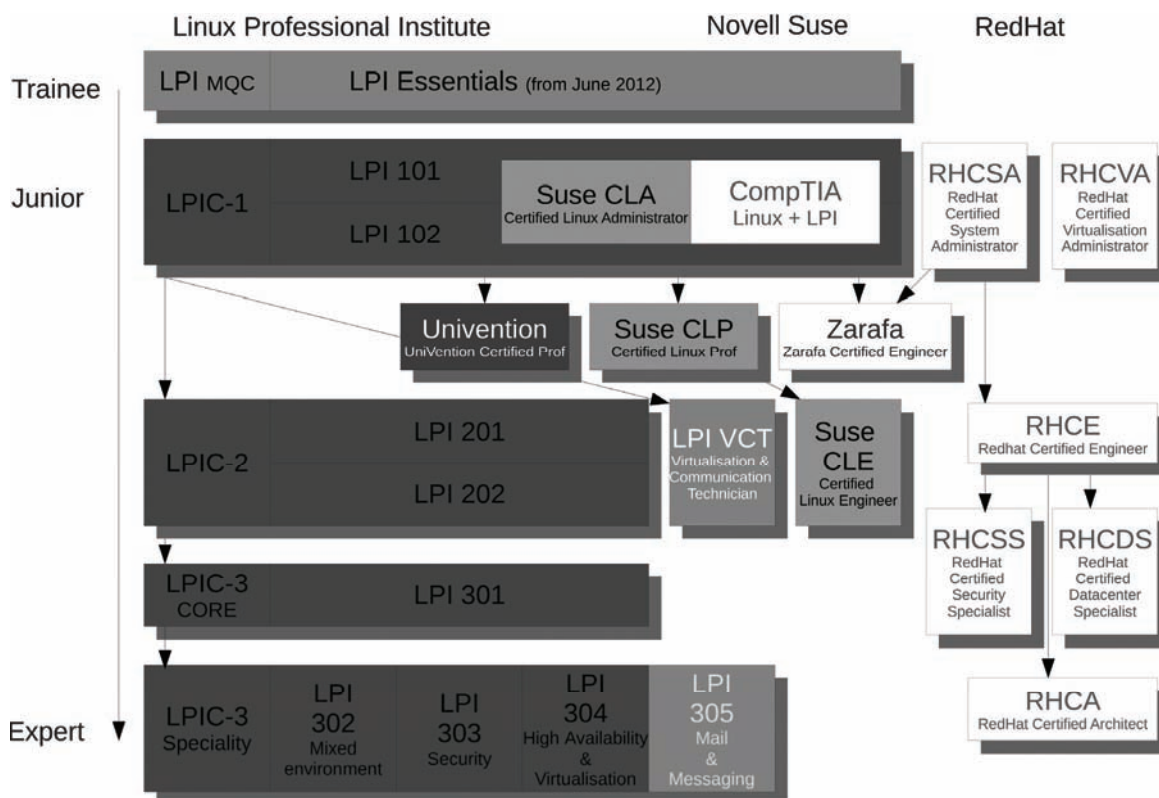 Linux Professional Institute
Novell Suse
RedHat
Trainee
LPI MQC
LPI Essentials (from June 2012)
Junior
LPIC-1
LPI 101
LPI 102
Suse CLA
Certified Linux Administrator
CompTIA
Linux + LPI
RHCSA
RedHat
Certified
System
Administrator
RHCVA
RedHat
Certified
Virtualisation
Administrator
Univention
UniVention Certified Prof
Suse CLP
Certified Linux Prof
Zarafa
Zarafa Certified Engineer
LPIC-2
LPI 201
LPI 202
LPI VCT
Virtualisation &
Communication
Technician
Suse
CLE
Certified
Linux Engineer
RHCE
Redhat Certified Engineer
RHCSS
RedHat
Certified
Security
Specialist
RHCDS
RedHat
Certified
Datacenter
Specialist
LPIC-3
CORE
LPI 301
Expert
LPIC-3
Speciality
LPI
302
Mixed
environment
LPI
303
Security
LPI
304
High Availability
&
Virtualisation
LPI
305
Mail
&
Messaging
RHCA
RedHat Certified Architect